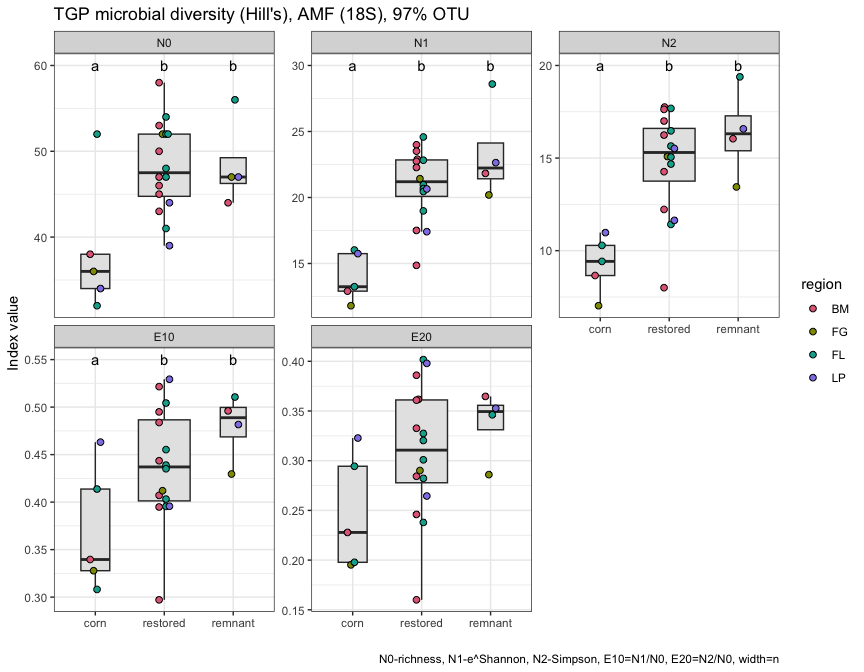 TGP microbial diversity (Hill's), AMF (18S), 97% OTU
N0 N1 N2
60 a b b 30 a b b 20 a b b
50 25 15
40 20 10
15
corn restored remnant
Index value
region
BM
FG
FL
LP
E10 E20
0.55 a b b 0.40
0.50 0.35
0.45 0.30
0.40 0.25
0.35 0.20
0.30 0.15
corn restored remnant corn restored remnant
N0-richness, N1-e^Shannon, N2-Simpson, E10=N1/N0, E20=N2/N0, width=n